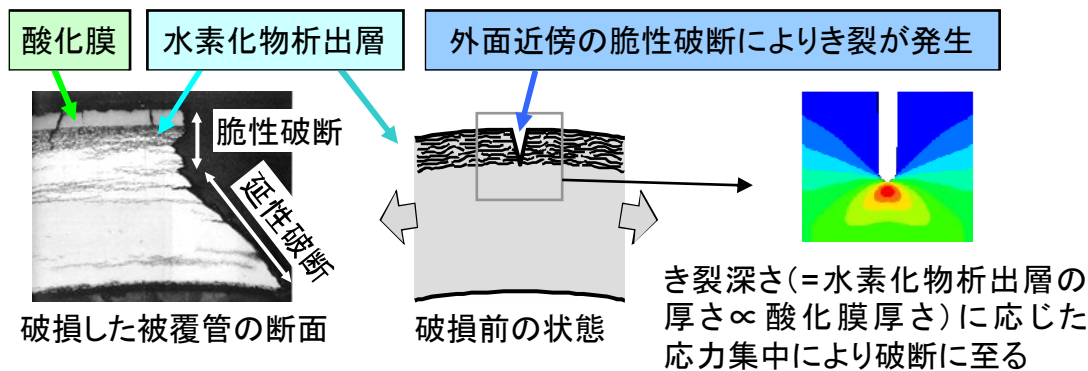 酸化膜
水素化物析出層
外面近傍の脆性破断によりき裂が発生
脆性破断
延性破断
破損した被覆管の断面
破損前の状態
き裂深さ(=水素化物析出層の
厚さ∝酸化膜厚さ)に応じた
応力集中により破断に至る